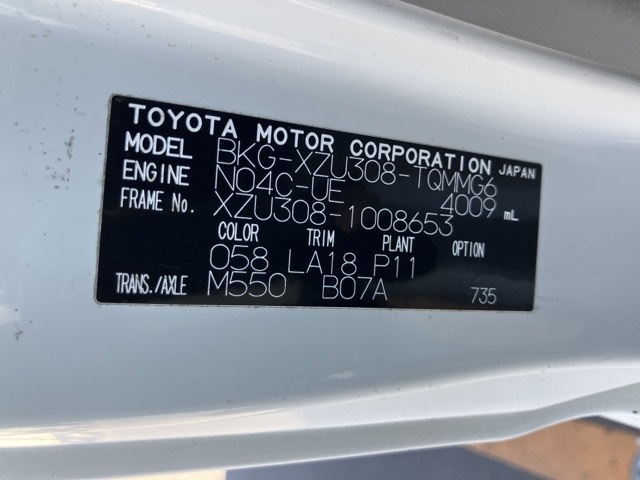 TOYOTA MOTOR CORPORATION JAPAN
MODEL BKG-XZU308-TQMMG6
ENGINE N04C-UE 4009 mL
FRAME No. XZU308-1008653
COLOR TRIM PLANT OPTION
058 LA18 P11
TRANS./AXLE M550 B07A 735